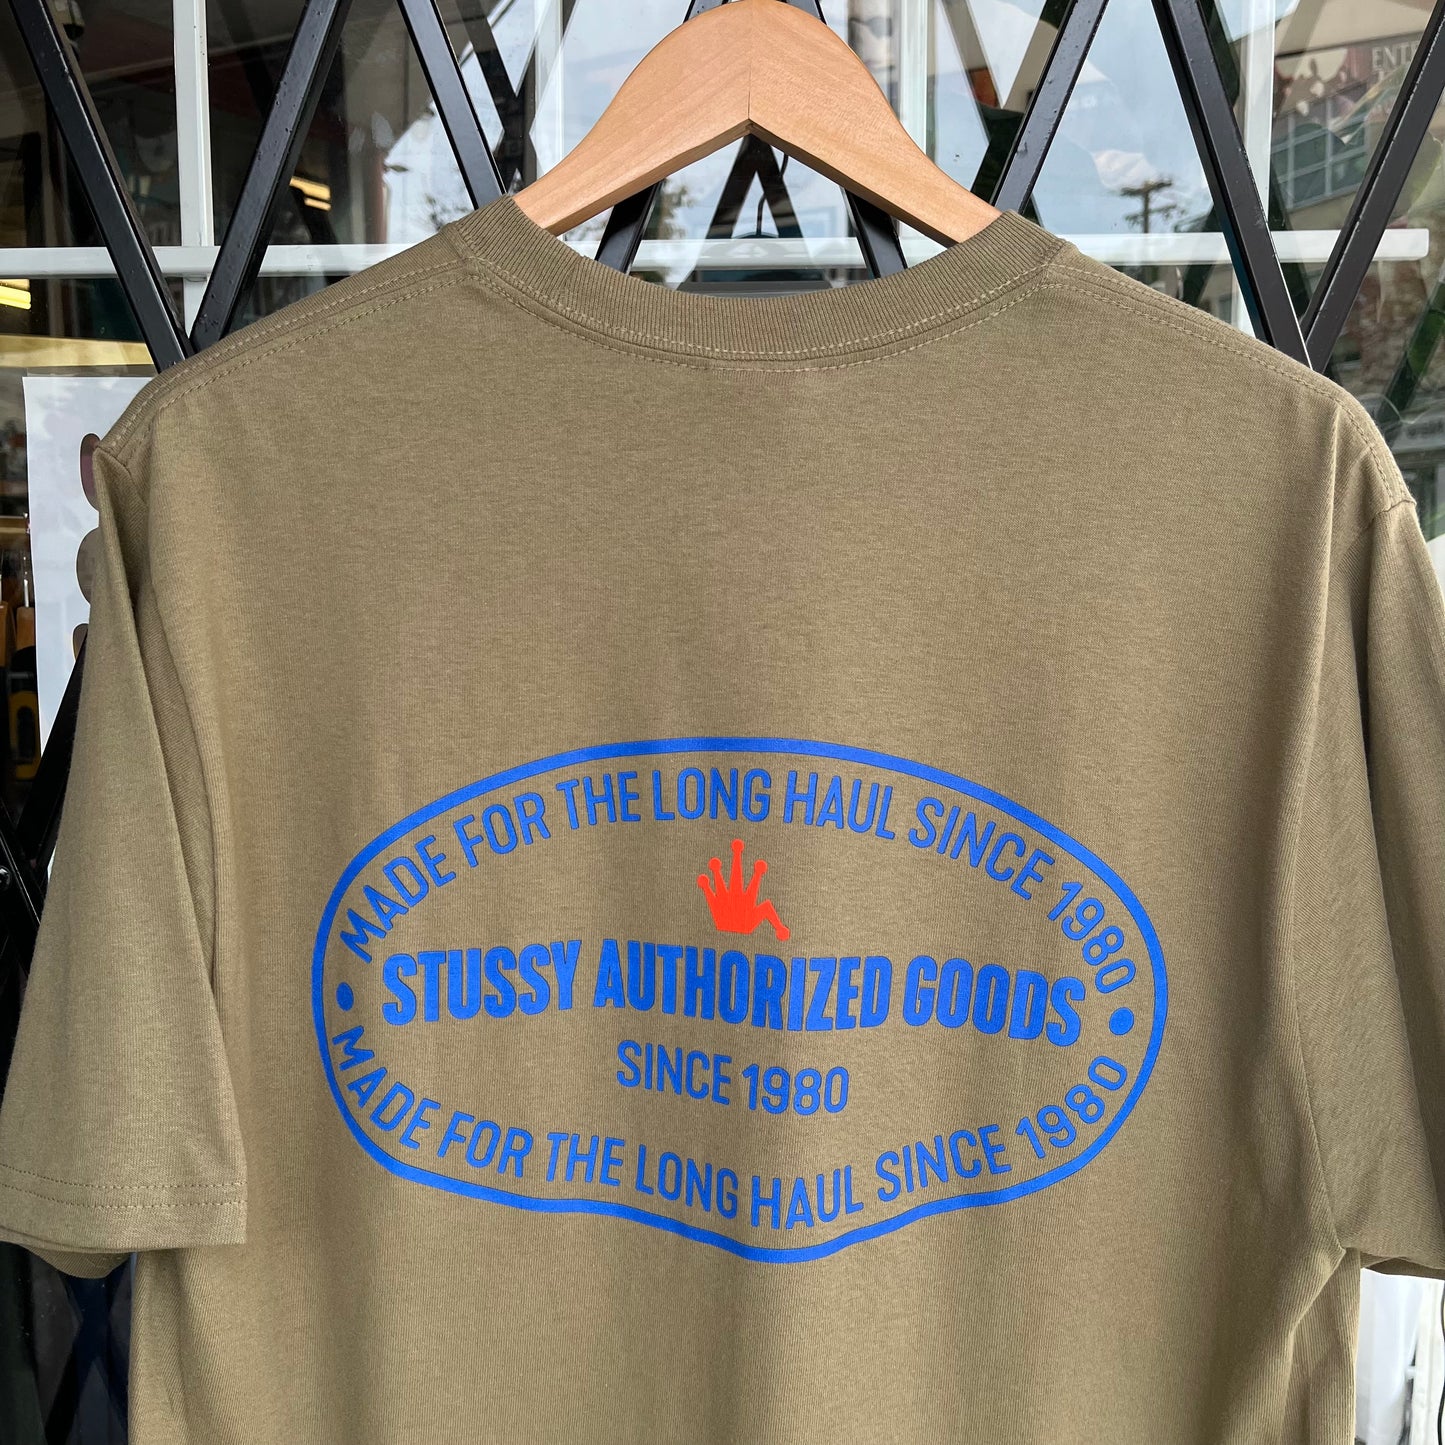 MADE FOR THE LONG HAUL SINCE 1980
STUSSY AUTHORIZED GOODS
SINCE 1980
MADE FOR THE LONG HAUL SINCE 1980